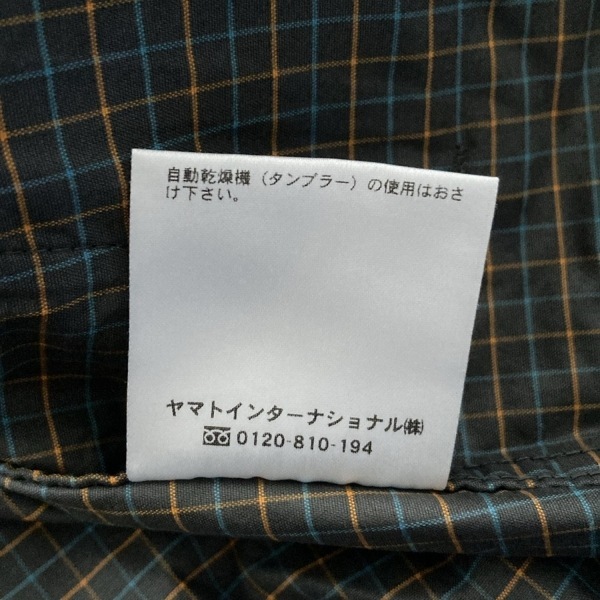 自動乾燥機（タンブラー）の使用はおさ
け下さい。
ヤマトインターナショナル㈱
0120-810-194